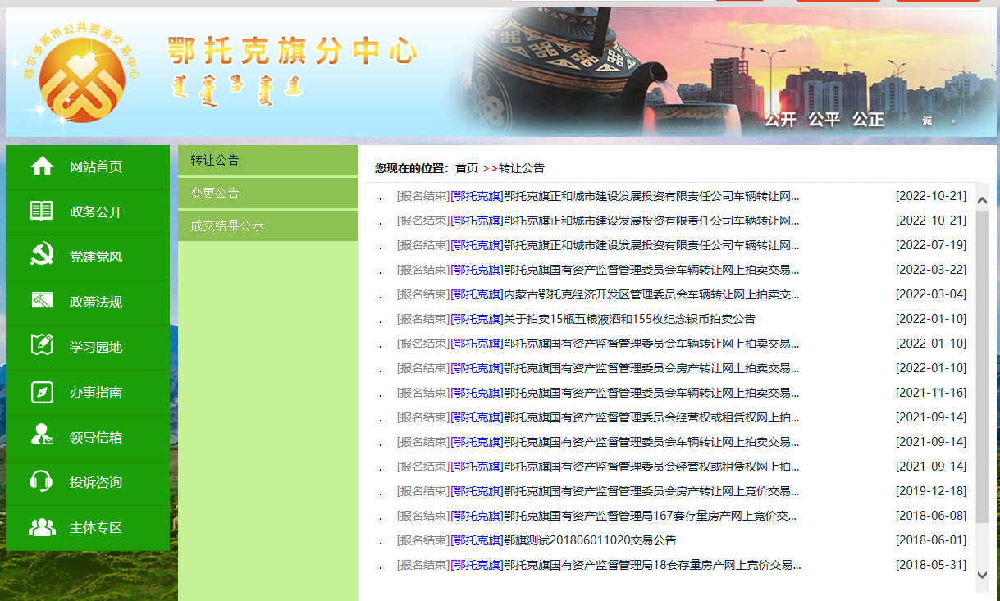 鄂尔多斯市公共资源交易中心
鄂托克旗分中心
公开 公平 公正
诚
网站首页
政务公开
党建党风
政策法规
学习园地
办事指南
领导信箱
投诉咨询
主体专区
转让公告
变更公告
成交结果公示
您现在的位置：首页 >>转让公告
[报名结束][鄂托克旗]鄂托克旗正和城市建设发展投资有限责任公司车辆转让网... [2022-10-21]
[报名结束][鄂托克旗]鄂托克旗正和城市建设发展投资有限责任公司车辆转让网... [2022-10-21]
[报名结束][鄂托克旗]鄂托克旗正和城市建设发展投资有限责任公司车辆转让网... [2022-07-19]
[报名结束][鄂托克旗]鄂托克旗国有资产监督管理委员会车辆转让网上拍卖交易... [2022-03-22]
[报名结束][鄂托克旗]内蒙古鄂托克经济开发区管理委员会车辆转让网上拍卖交... [2022-03-04]
[报名结束][鄂托克旗]关于拍卖15瓶五粮液酒和155枚纪念银币拍卖公告 [2022-01-10]
[报名结束][鄂托克旗]鄂托克旗国有资产监督管理委员会车辆转让网上拍卖交易... [2022-01-10]
[报名结束][鄂托克旗]鄂托克旗国有资产监督管理委员会房产转让网上拍卖交易... [2022-01-10]
[报名结束][鄂托克旗]鄂托克旗国有资产监督管理委员会车辆转让网上拍卖交易... [2021-11-16]
[报名结束][鄂托克旗]鄂托克旗国有资产监督管理委员会经营权或租赁权网上拍... [2021-09-14]
[报名结束][鄂托克旗]鄂托克旗国有资产监督管理委员会车辆转让网上拍卖交易... [2021-09-14]
[报名结束][鄂托克旗]鄂托克旗国有资产监督管理委员会经营权或租赁权网上拍... [2021-09-14]
[报名结束][鄂托克旗]鄂托克旗国有资产监督管理委员会房产转让网上竞价交易... [2019-12-18]
[报名结束][鄂托克旗]鄂托克旗国有资产监督管理局167套存量房产网上竞价交... [2018-06-08]
[报名结束][鄂托克旗]鄂旗测试201806011020交易公告 [2018-06-01]
[报名结束][鄂托克旗]鄂托克旗国有资产监督管理局18套存量房产网上竞价交易... [2018-05-31]